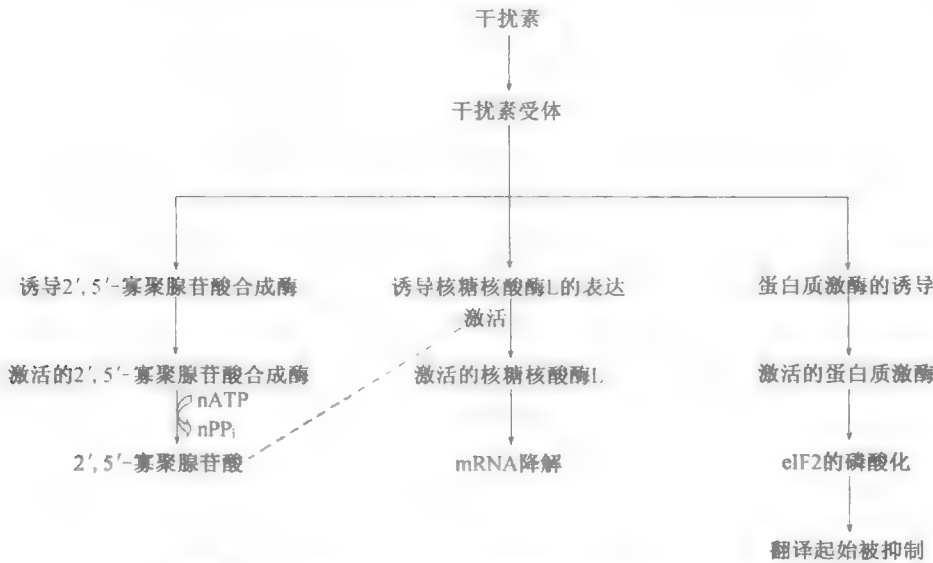 干扰素
干扰素受体
诱导2′,5′-寡聚腺苷酸合成酶
诱导核糖核酸酶L的表达
蛋白质激酶的诱导
激活
激活的2′,5′-寡聚腺苷酸合成酶
激活的核糖核酸酶L
激活的蛋白质激酶
nATP
nPPi
2′,5′-寡聚腺苷酸
mRNA降解
eIF2的磷酸化
翻译起始被抑制